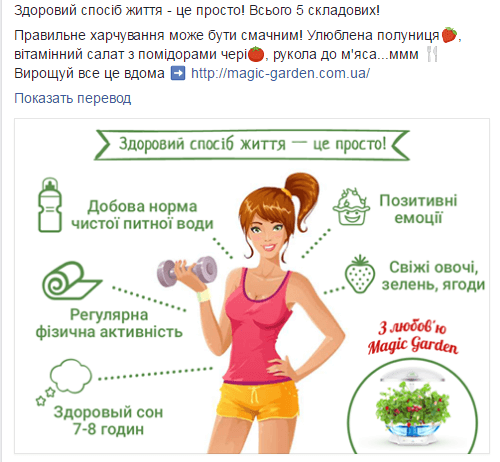 Здоровий спосіб життя - це просто! Всього 5 складових!
Правильне харчування може бути смачним! Улюблена полуниця🍓,
вітамінний салат з помідорами чері🍅, рукола до м'яса...ммм 🍴
Вирощуй все це вдома ➡ http://magic-garden.com.ua/
Показать перевод
Здоровий спосіб життя — це просто!
Добова норма
чистої питної води
Позитивні
емоції
Свіжі овочі,
зелень, ягоди
Регулярна
фізична активність
З любов'ю
Magic Garden
Здоровый сон
7-8 годин